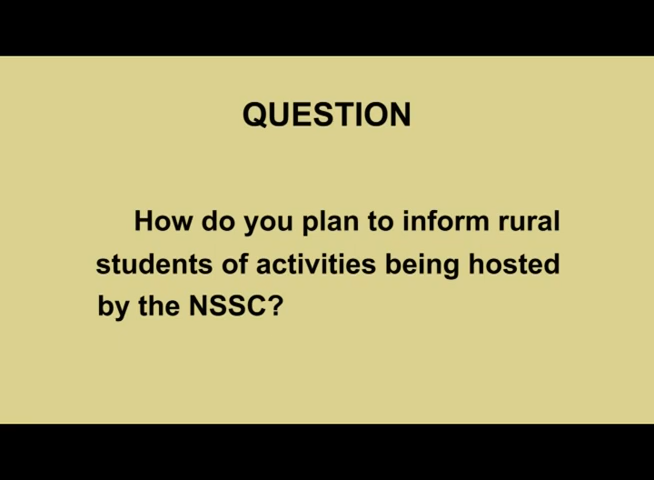 QUESTION
How do you plan to inform rural
students of activities being hosted
by the NSSC?